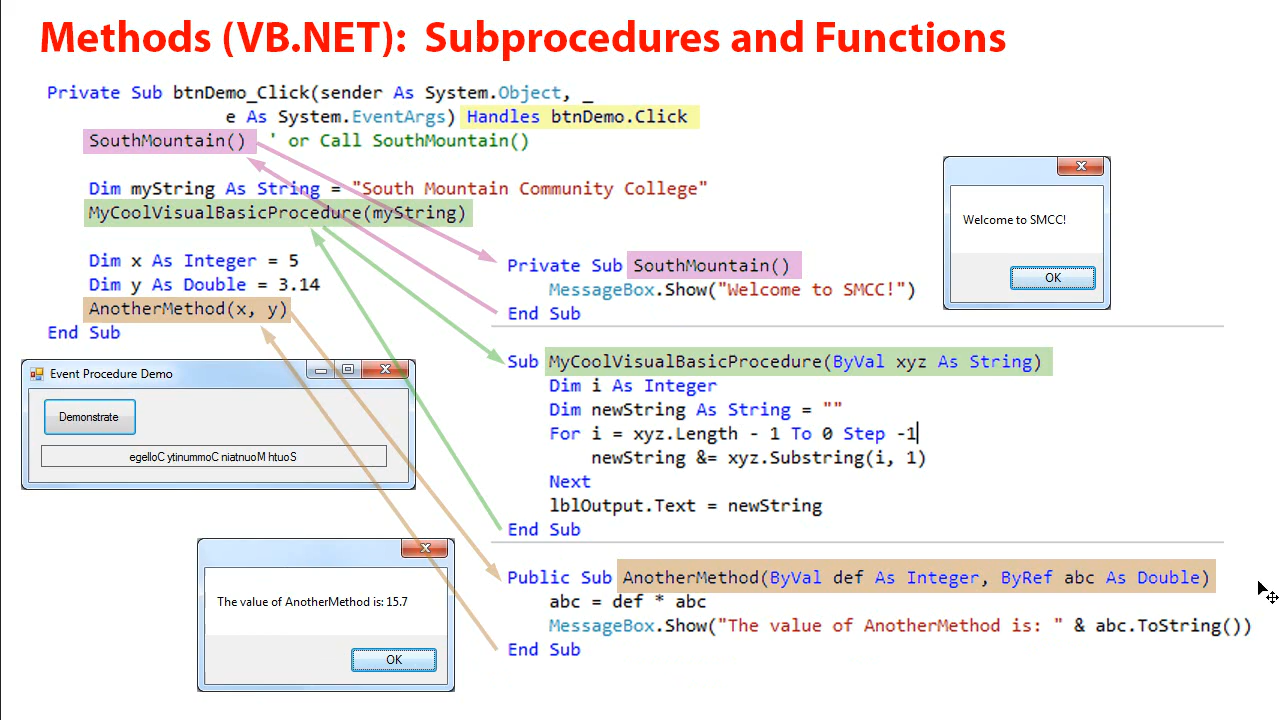 Methods (VB.NET): Subprocedures and Functions
Private Sub btnDemo_Click(sender As System.Object, _
e As System.EventArgs) Handles btnDemo.Click
SouthMountain() ' or Call SouthMountain()
Dim myString As String = "South Mountain Community College"
MyCoolVisualBasicProcedure(myString)
Dim x As Integer = 5
Dim y As Double = 3.14
AnotherMethod(x, y)
End Sub
Welcome to SMCC!
OK
Private Sub SouthMountain()
MessageBox.Show("Welcome to SMCC!")
End Sub
Sub MyCoolVisualBasicProcedure(ByVal xyz As String)
Dim i As Integer
Dim newString As String = ""
For i = xyz.Length - 1 To 0 Step -1
newString &= xyz.Substring(i, 1)
Next
lblOutput.Text = newString
End Sub
Event Procedure Demo
Demonstrate
egelloC ytinummoC niatnuoM htuoS
The value of AnotherMethod is: 15.7
OK
Public Sub AnotherMethod(ByVal def As Integer, ByRef abc As Double)
abc = def * abc
MessageBox.Show("The value of AnotherMethod is: " & abc.ToString())
End Sub